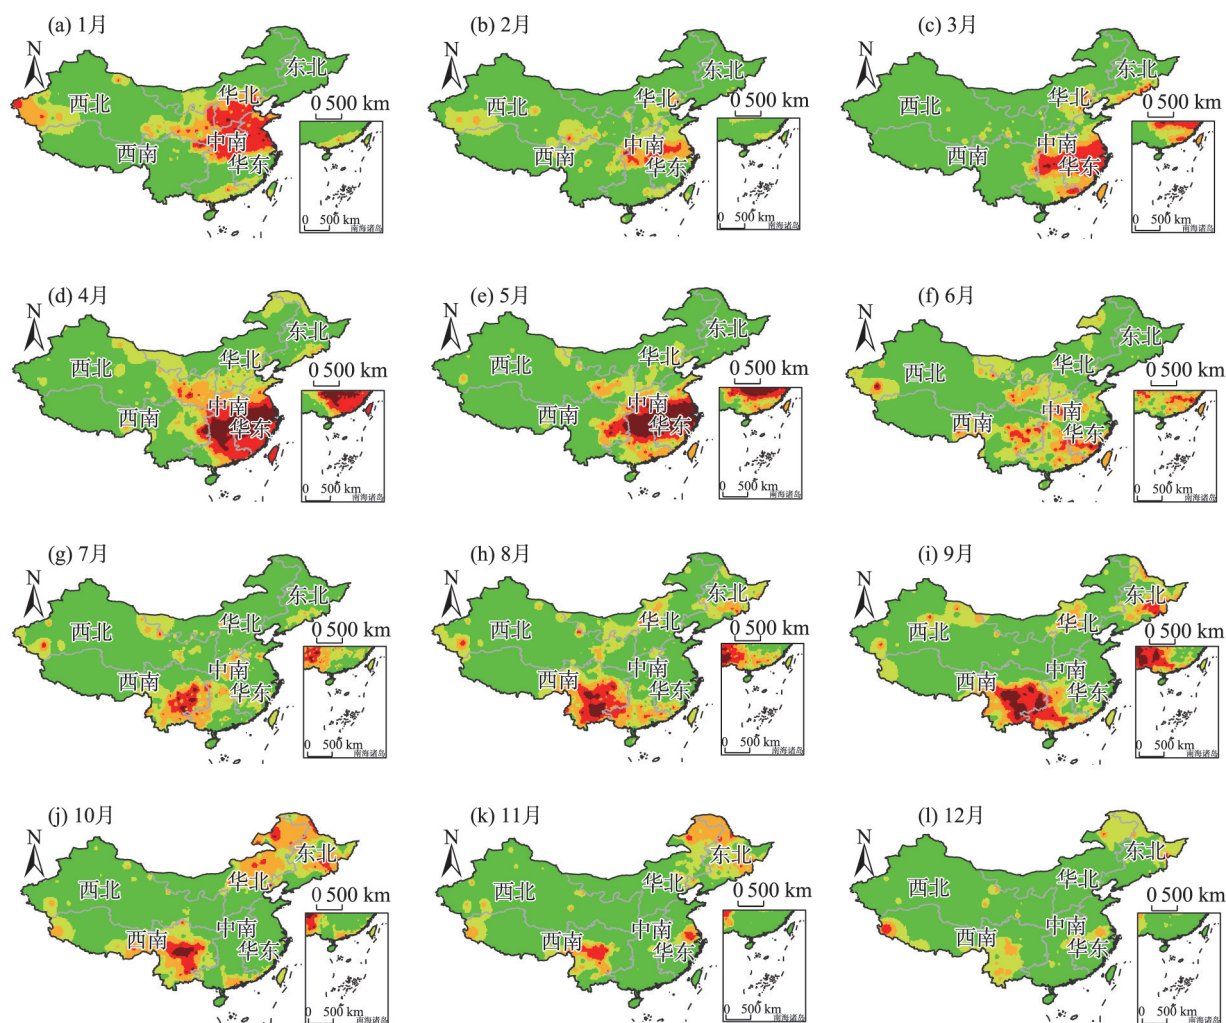 (a) 1月
N
东北
西北
华北
0 500 km
中南
西南
华东
0 500 km
南海诸岛
(b) 2月
N
东北
西北
华北
0 500 km
中南
西南
华东
0 500 km
南海诸岛
(c) 3月
N
东北
西北
华北
0 500 km
中南
西南
华东
0 500 km
南海诸岛
(d) 4月
N
东北
西北
华北
0 500 km
中南
西南
华东
0 500 km
南海诸岛
(e) 5月
N
东北
西北
华北
0 500 km
中南
西南
华东
0 500 km
南海诸岛
(f) 6月
N
东北
西北
华北
0 500 km
中南
西南
华东
0 500 km
南海诸岛
(g) 7月
N
东北
西北
华北
0 500 km
中南
西南
华东
0 500 km
南海诸岛
(h) 8月
N
东北
西北
华北
0 500 km
中南
西南
华东
0 500 km
南海诸岛
(i) 9月
N
东北
西北
华北
0 500 km
中南
西南
华东
0 500 km
南海诸岛
(j) 10月
N
东北
西北
华北
0 500 km
中南
西南
华东
0 500 km
南海诸岛
(k) 11月
N
东北
西北
华北
0 500 km
中南
西南
华东
0 500 km
南海诸岛
(l) 12月
N
东北
西北
华北
0 500 km
中南
西南
华东
0 500 km
南海诸岛